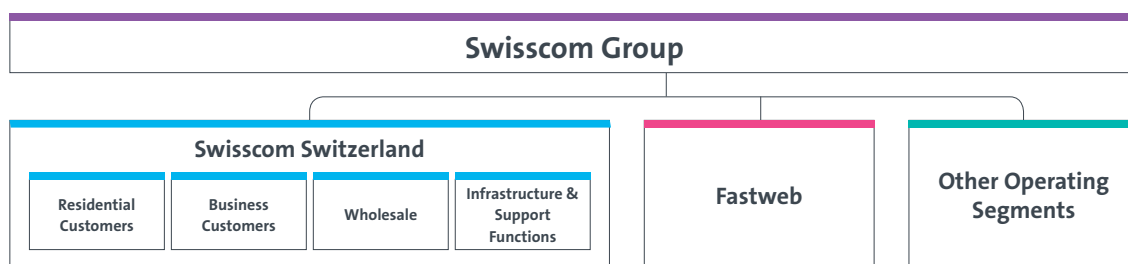 Swisscom Group
Swisscom Switzerland
Residential
Customers
Business
Customers
Wholesale
Infrastructure &
Support
Functions
Fastweb
Other Operating
Segments